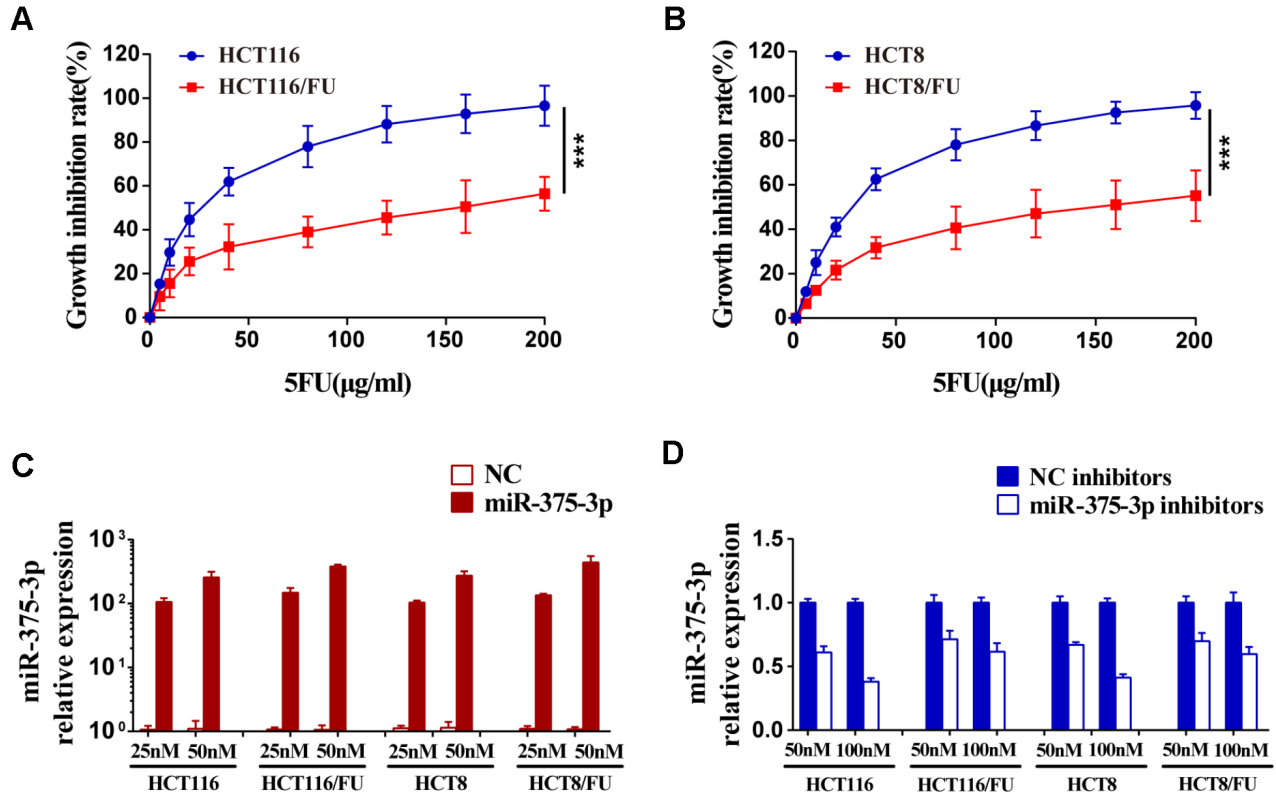 A
HCT116
HCT116/FU
Growth inhibition rate(%)
120
100
80
60
40
20
0
0 50 100 150 200
5FU(μg/ml)
***
B
HCT8
HCT8/FU
Growth inhibition rate(%)
120
100
80
60
40
20
0
0 50 100 150 200
5FU(μg/ml)
***
C
NC
miR-375-3p
miR-375-3p
relative expression
10³
10²
10¹
10⁰
25nM 50nM 25nM 50nM 25nM 50nM 25nM 50nM
HCT116 HCT116/FU HCT8 HCT8/FU
D
NC inhibitors
miR-375-3p inhibitors
miR-375-3p
relative expression
1.5
1.0
0.5
0.0
50nM 100nM 50nM 100nM 50nM 100nM 50nM 100nM
HCT116 HCT116/FU HCT8 HCT8/FU